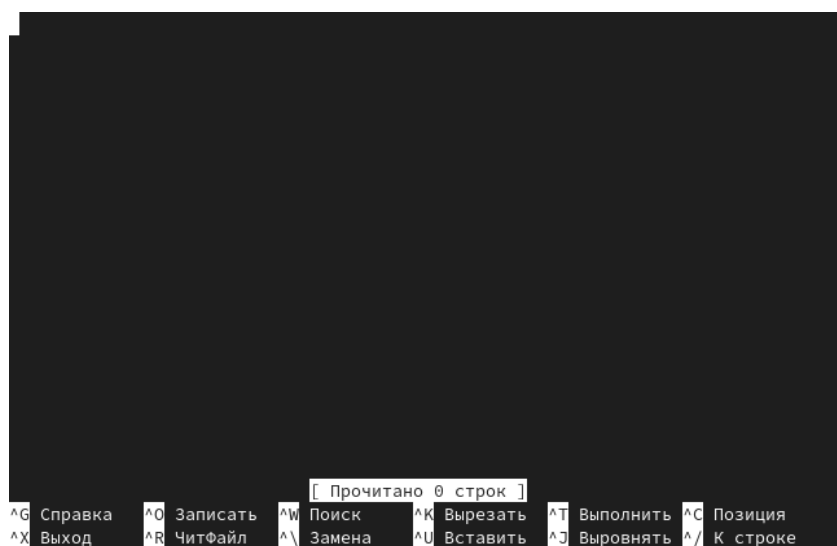 [ Прочитано 0 строк ]
^G Справка ^O Записать ^W Поиск ^K Вырезать ^T Выполнить ^C Позиция
^X Выход ^R ЧитФайл ^\ Замена ^U Вставить ^J Выровнять ^/ К строке